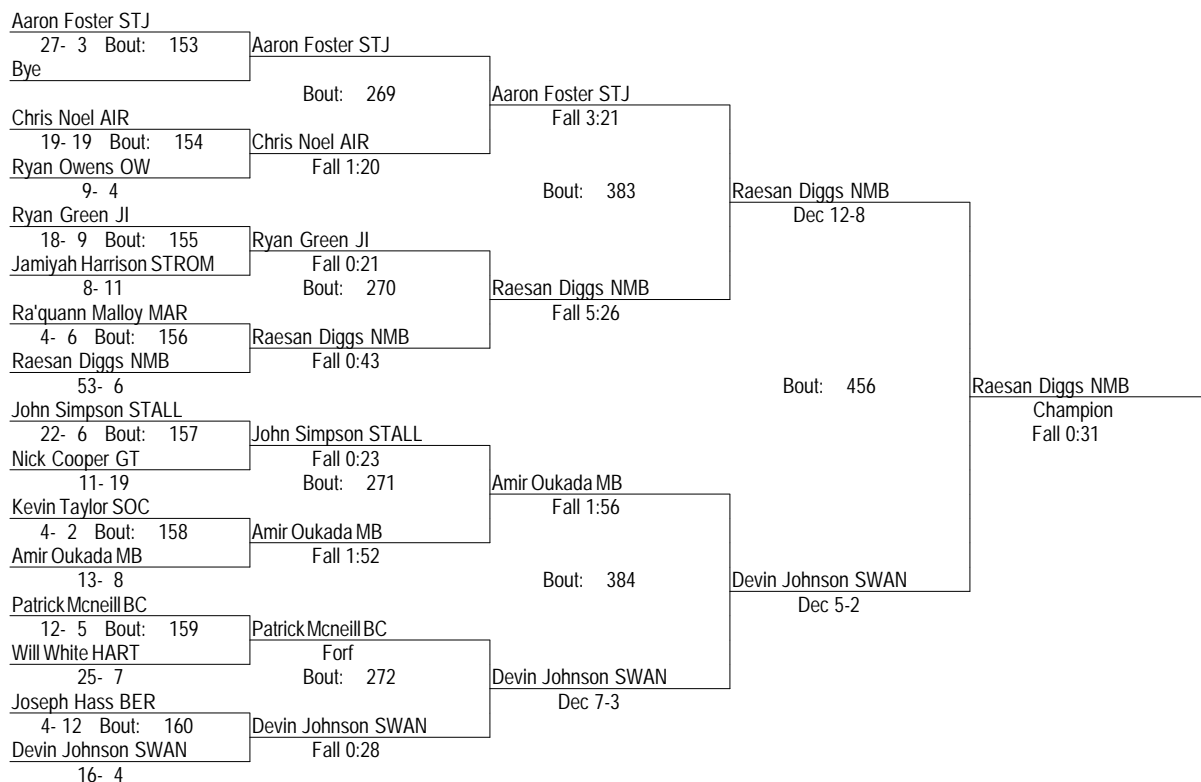 Aaron Foster STJ
27- 3 Bout: 153 Aaron Foster STJ
Bye
Bout: 269 Aaron Foster STJ
Chris Noel AIR Fall 3:21
19- 19 Bout: 154 Chris Noel AIR
Ryan Owens OW Fall 1:20
9- 4 Bout: 383 Raesan Diggs NMB
Ryan Green JI Dec 12-8
18- 9 Bout: 155 Ryan Green JI
Jamiyah Harrison STROM Fall 0:21
8- 11 Bout: 270 Raesan Diggs NMB
Ra'quann Malloy MAR Fall 5:26
4- 6 Bout: 156 Raesan Diggs NMB
Raesan Diggs NMB Fall 0:43
53- 6 Bout: 456 Raesan Diggs NMB
John Simpson STALL Champion
22- 6 Bout: 157 John Simpson STALL Fall 0:31
Nick Cooper GT Fall 0:23
11- 19 Bout: 271 Amir Oukada MB
Kevin Taylor SOC Fall 1:56
4- 2 Bout: 158 Amir Oukada MB
Amir Oukada MB Fall 1:52
13- 8 Bout: 384 Devin Johnson SWAN
Patrick Mcneill BC Dec 5-2
12- 5 Bout: 159 Patrick Mcneill BC
Will White HART Forf
25- 7 Bout: 272 Devin Johnson SWAN
Joseph Hass BER Dec 7-3
4- 12 Bout: 160 Devin Johnson SWAN
Devin Johnson SWAN Fall 0:28
16- 4